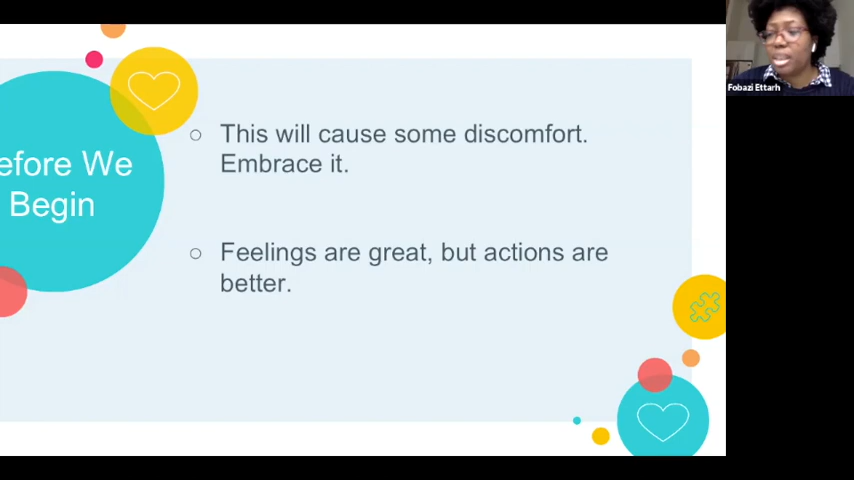 efore We
Begin
This will cause some discomfort.
Embrace it.
Feelings are great, but actions are
better.
Fobazi Ettarh